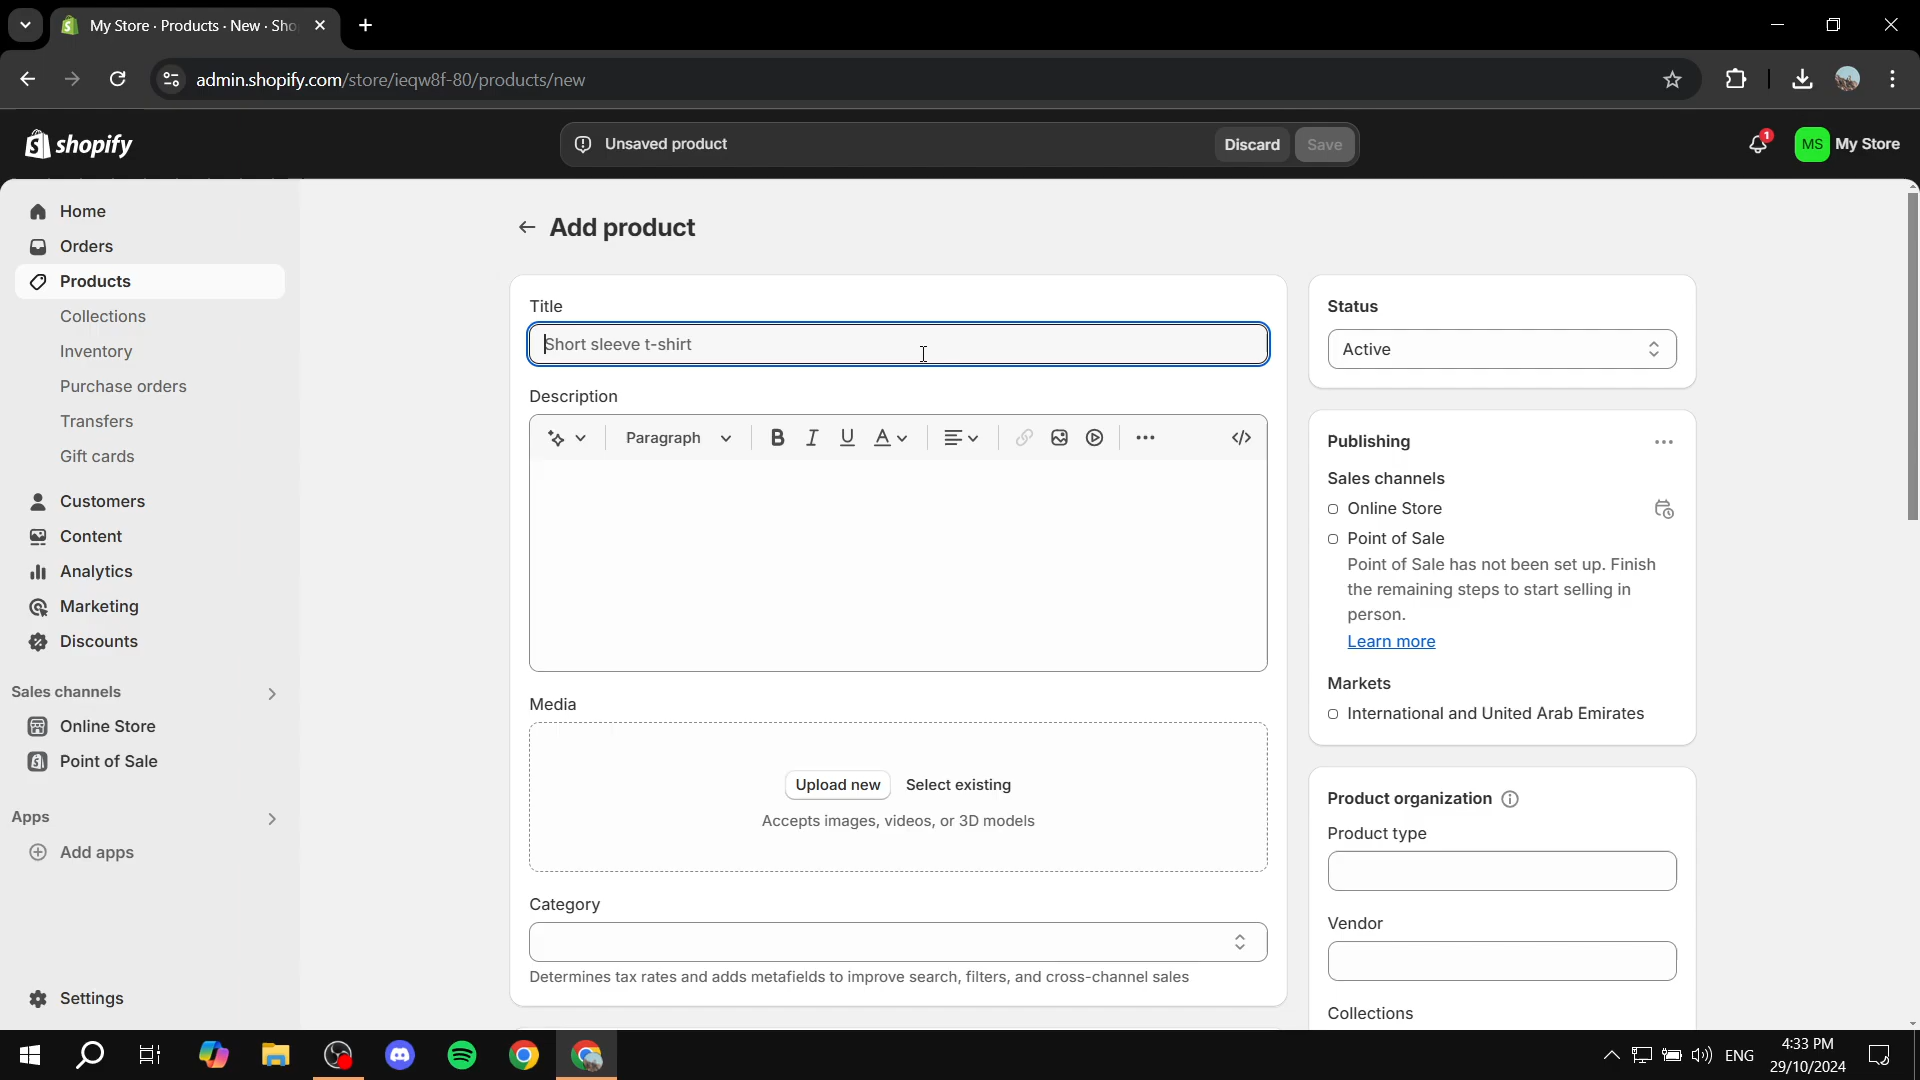 My Store · Products · New · Sho
admin.shopify.com/store/ieqw8f-80/products/new
shopify
Unsaved product
Discard
Save
1
MS
My Store
Home
Orders
Products
Collections
Inventory
Purchase orders
Transfers
Gift cards
Customers
Content
Analytics
Marketing
Discounts
Sales channels
Online Store
Point of Sale
Apps
Add apps
Settings
Add product
Title
Short sleeve t-shirt
Description
Paragraph
B I U A
Media
Upload new
Select existing
Accepts images, videos, or 3D models
Category
Determines tax rates and adds metafields to improve search, filters, and cross-channel sales
Status
Active
Publishing
Sales channels
Online Store
Point of Sale
Point of Sale has not been set up. Finish
the remaining steps to start selling in
person.
Learn more
Markets
International and United Arab Emirates
Product organization
Product type
Vendor
Collections
ENG
4:33 PM
29/10/2024